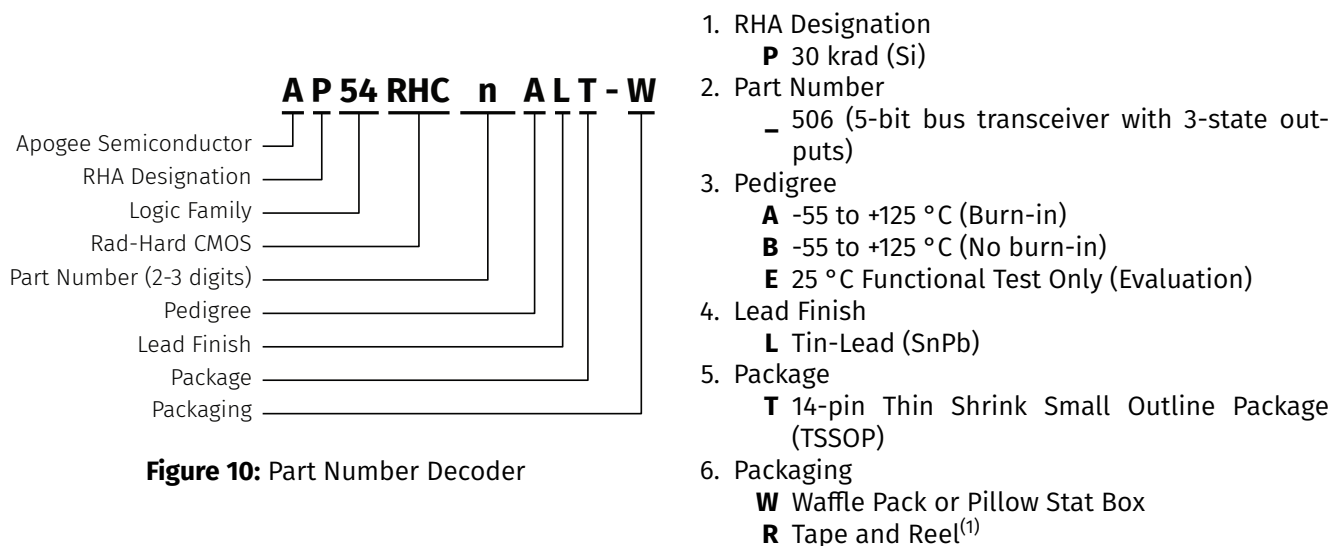 A P 54 RHC n A L T - W
Apogee Semiconductor
RHA Designation
Logic Family
Rad-Hard CMOS
Part Number (2-3 digits)
Pedigree
Lead Finish
Package
Packaging
Figure 10: Part Number Decoder
1. RHA Designation
P 30 krad (Si)
2. Part Number
_ 506 (5-bit bus transceiver with 3-state out-
puts)
3. Pedigree
A -55 to +125 °C (Burn-in)
B -55 to +125 °C (No burn-in)
E 25 °C Functional Test Only (Evaluation)
4. Lead Finish
L Tin-Lead (SnPb)
5. Package
T 14-pin Thin Shrink Small Outline Package
(TSSOP)
6. Packaging
W Waffle Pack or Pillow Stat Box
R Tape and Reel(1)